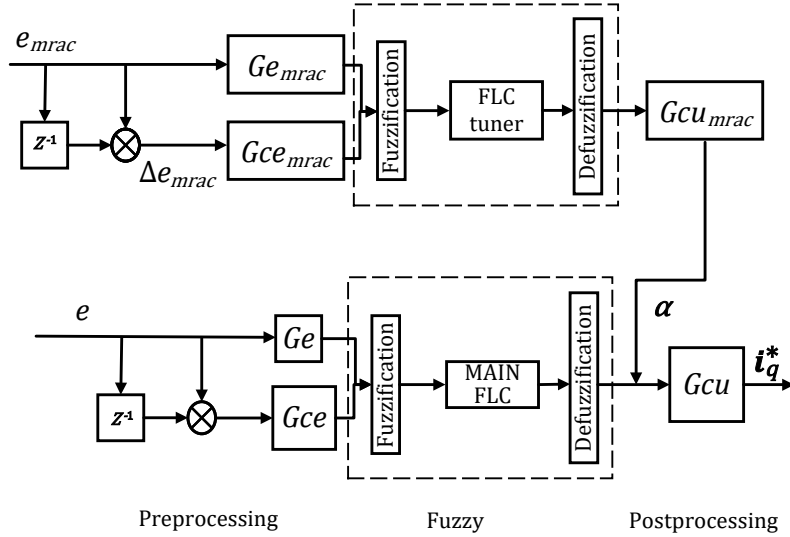 e_mrac
Ge_mrac
Fuzzification
FLC
tuner
Defuzzification
Gcu_mrac
Z⁻¹
Δe_mrac
Gce_mrac
e
Ge
Fuzzification
MAIN
FLC
Defuzzification
α
Gcu
i*_q
Z⁻¹
Gce
Preprocessing
Fuzzy
Postprocessing